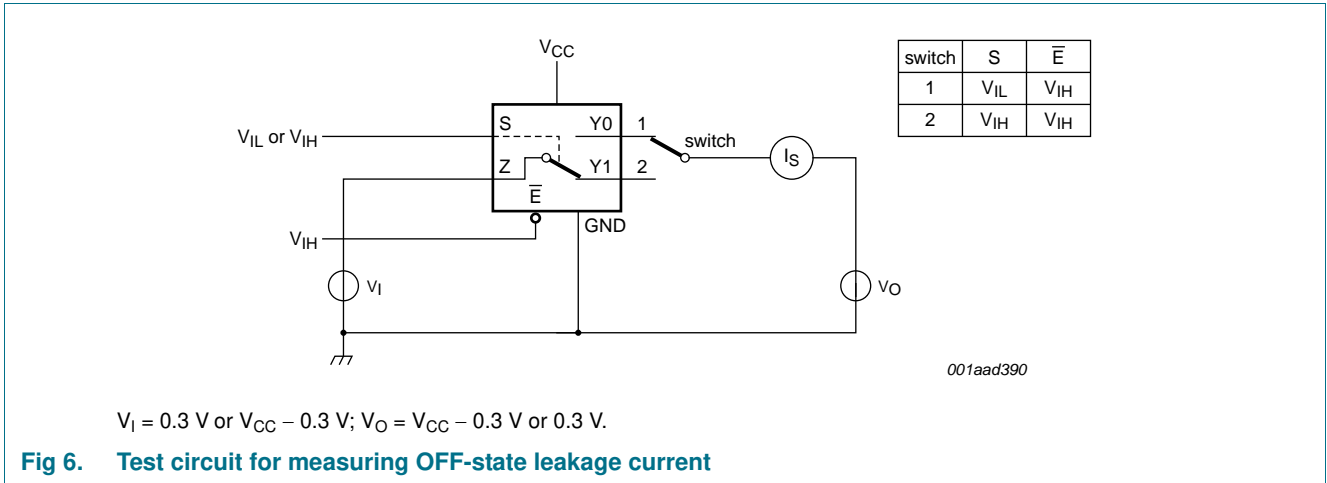 VCC
switch S E̅
1 VIL VIH
2 VIH VIH
VIL or VIH
S Y0 1
switch
IS
Z Y1 2
E̅
GND
VIH
VI
VO
001aad390
VI = 0.3 V or VCC − 0.3 V; VO = VCC − 0.3 V or 0.3 V.
Fig 6. Test circuit for measuring OFF-state leakage current